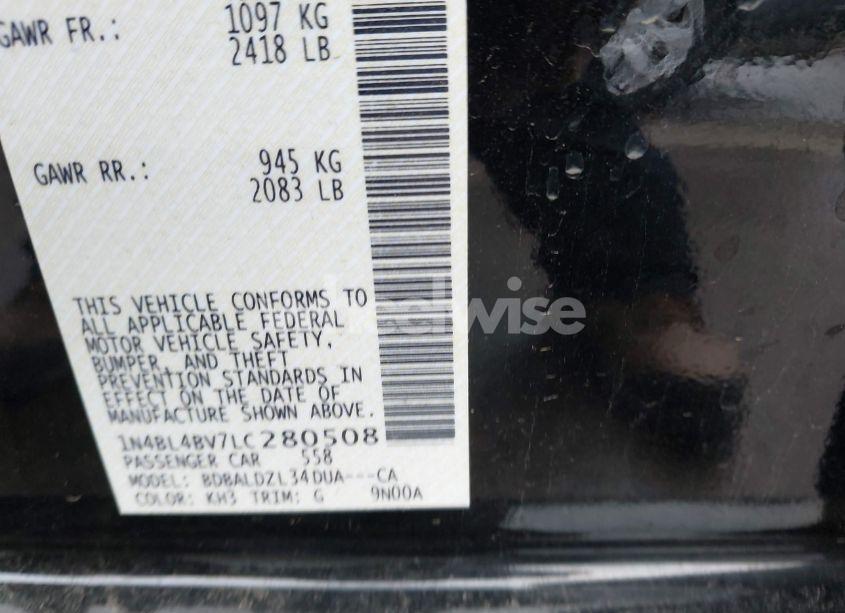 GAWR FR.: 1097 KG
2418 LB
GAWR RR.: 945 KG
2083 LB
THIS VEHICLE CONFORMS TO
ALL APPLICABLE FEDERAL
MOTOR VEHICLE SAFETY,
BUMPER, AND THEFT
PREVENTION STANDARDS IN
EFFECT ON THE DATE OF
MANUFACTURE SHOWN ABOVE.
1N4BL4BV7LC280508
PASSENGER CAR 558
MODEL: BDBALDZL34DUA---CA
COLOR: KH3 TRIM: G 9N00A